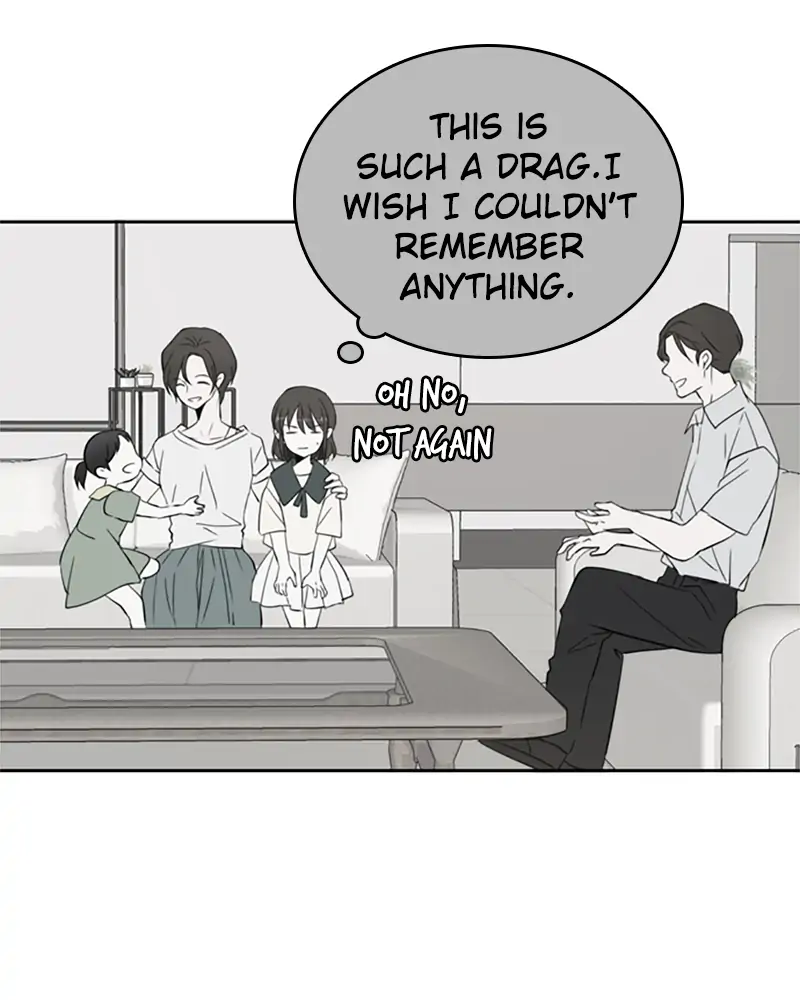 THIS IS
SUCH A DRAG.I
WISH I COULDN'T
REMEMBER
ANYTHING.
OH NO,
NOT AGAIN